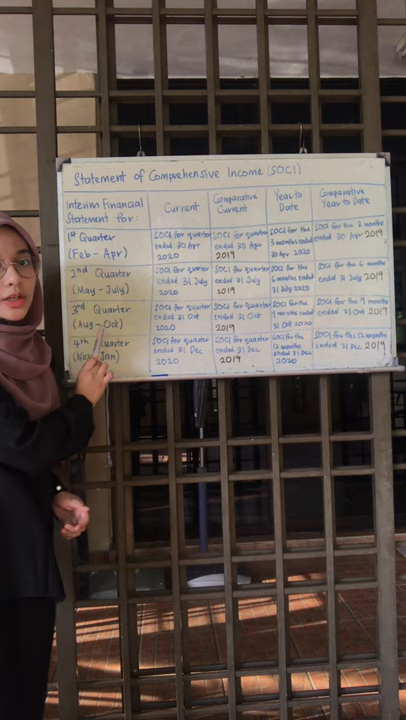 Statement of Comprehensive Income (SOCI)
Interim Financial Statement for:
Current
Comparative Current
Year to Date
Comparative Year to Date
1st Quarter (Feb - Apr)
SOCI for quarter ended 30 Apr 2020
SOCI for quarter ended 30 Apr 2019
SOCI for the 3 months ended 30 Apr 2020
SOCI for the 3 months ended 30 Apr 2019
2nd Quarter (May - July)
SOCI for quarter ended 31 July 2020
SOCI for quarter ended 31 July 2019
SOCI for the 6 months ended 31 July 2020
SOCI for the 6 months ended 31 July 2019
3rd Quarter (Aug - Oct)
SOCI for quarter ended 31 Oct 2020
SOCI for quarter ended 31 Oct 2019
SOCI for the 9 months ended 31 Oct 2020
SOCI for the 9 months ended 31 Oct 2019
4th Quarter (Nov Jan)
SOCI for quarter ended 31 Dec 2020
SOCI for quarter ended 31 Dec 2019
SOCI for the 12 months ended 31 Dec 2020
SOCI for the 12 months ended 31 Dec 2019